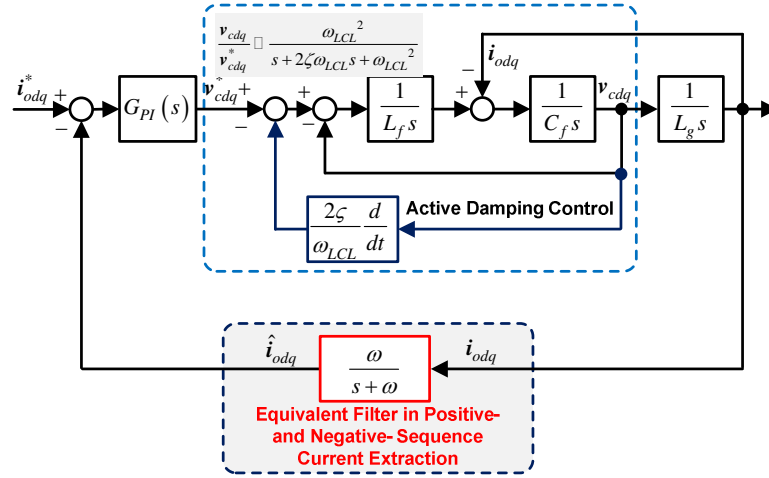 v_cdq / v*_cdq □ ω_LCL² / s + 2ζω_LCL s + ω_LCL²
i*_odq
+
−
G_PI(s)
v*_cdq
+
−
+
−
1 / L_f s
+
−
i_odq
1 / C_f s
v_cdq
1 / L_g s
2ς / ω_LCL d / dt
Active Damping Control
î_odq
ω / s + ω
i_odq
Equivalent Filter in Positive-
and Negative- Sequence
Current Extraction